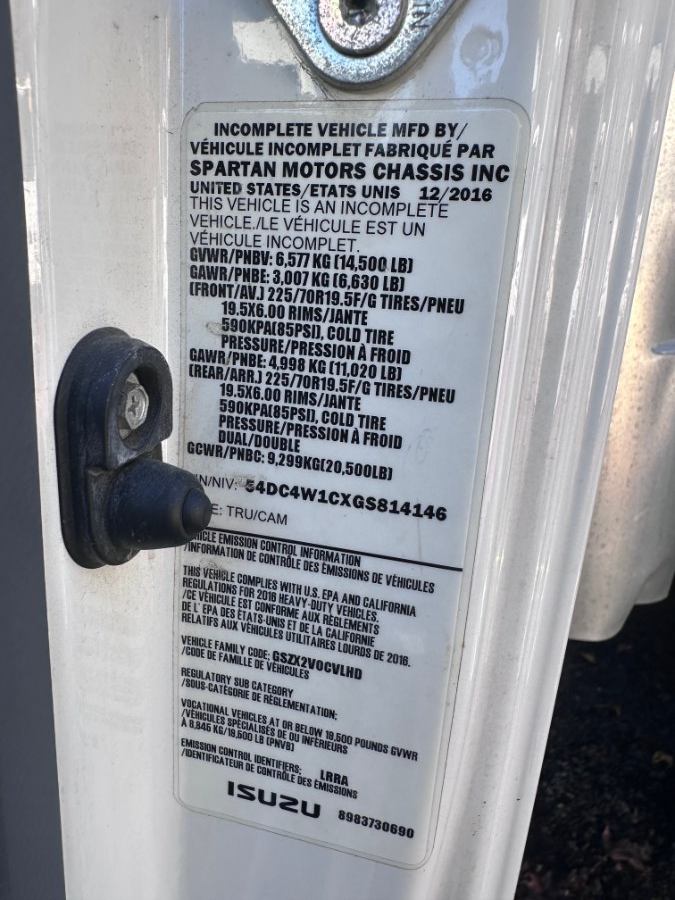 INCOMPLETE VEHICLE MFD BY/
VÉHICULE INCOMPLET FABRIQUÉ PAR
SPARTAN MOTORS CHASSIS INC
UNITED STATES/ETATS UNIS 12/2016
THIS VEHICLE IS AN INCOMPLETE
VEHICLE./LE VÉHICULE EST UN
VÉHICULE INCOMPLET.
GVWR/PNBV: 6,577 KG (14,500 LB)
GAWR/PNBE: 3,007 KG (6,630 LB)
(FRONT/AV.) 225/70R19.5F/G TIRES/PNEU
19.5X6.00 RIMS/JANTE
590KPA(85PSI), COLD TIRE
PRESSURE/PRESSION À FROID
GAWR/PNBE: 4,998 KG (11,020 LB)
(REAR/ARR.) 225/70R19.5F/G TIRES/PNEU
19.5X6.00 RIMS/JANTE
590KPA(85PSI), COLD TIRE
PRESSURE/PRESSION À FROID
DUAL/DOUBLE
GCWR/PNBC: 9,299KG(20,500LB)
IN/NIV: 54DC4W1CXGS814146
E: TRU/CAM
HICLE EMISSION CONTROL INFORMATION
/INFORMATION DE CONTRÔLE DES ÉMISSIONS DE VÉHICULES
THIS VEHICLE COMPLIES WITH U.S. EPA AND CALIFORNIA
REGULATIONS FOR 2016 HEAVY-DUTY VEHICLES.
/CE VÉHICULE EST CONFORME AUX RÈGLEMENTS
DE L' EPA DES ÉTATS-UNIS ET DE LA CALIFORNIE
RELATIFS AUX VÉHICULES UTILITAIRES LOURDS DE 2016.
VEHICLE FAMILY CODE: GSZX2VOCVLHD
/CODE DE FAMILLE DE VÉHICULES
REGULATORY SUB CATEGORY
/SOUS-CATÉGORIE DE RÉGLEMENTATION:
VOCATIONAL VEHICLES AT OR BELOW 19,500 POUNDS GVWR
/VÉHICULES SPÉCIALISÉS DE OU INFÉRIEURS
À 8,845 KG/19,500 LB (PNVB)
EMISSION CONTROL IDENTIFIERS: LRRA
/IDENTIFICATEUR DE CONTRÔLE DES ÉMISSIONS
ISUZU 8983730690